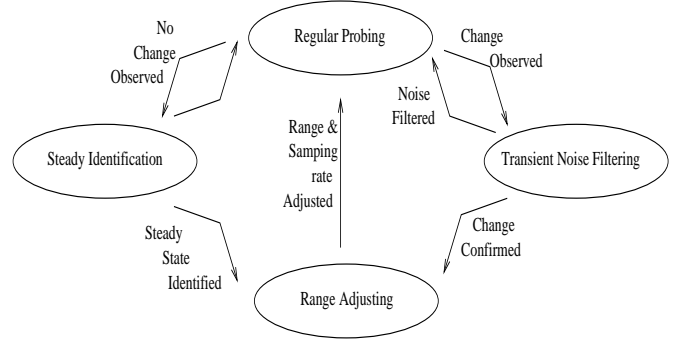 Regular Probing
No
Change
Observed
Change
Observed
Noise
Filtered
Range &
Samping
rate
Adjusted
Steady Identification
Transient Noise Filtering
Steady
State
Identified
Change
Confirmed
Range Adjusting